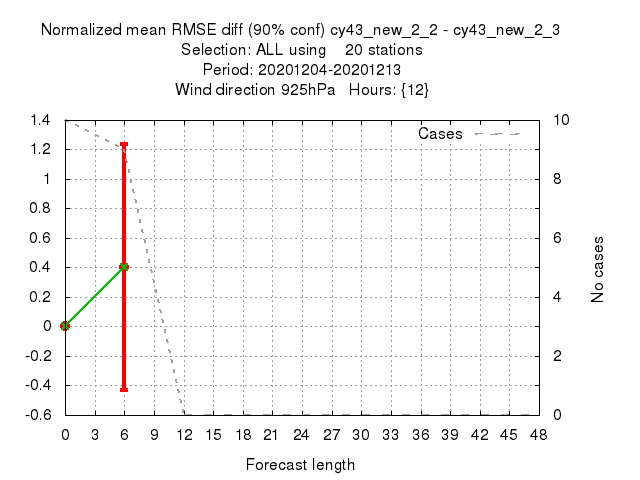 Normalized mean RMSE diff (90% conf) cy43_new_2_2 - cy43_new_2_3
Selection: ALL using 20 stations
Period: 20201204-20201213
Wind direction 925hPa Hours: {12}
Cases
1.4
1.2
1
0.8
0.6
0.4
0.2
0
-0.2
-0.4
-0.6
10
8
6
4
2
0
No cases
0 3 6 9 12 15 18 21 24 27 30 33 36 39 42 45 48
Forecast length